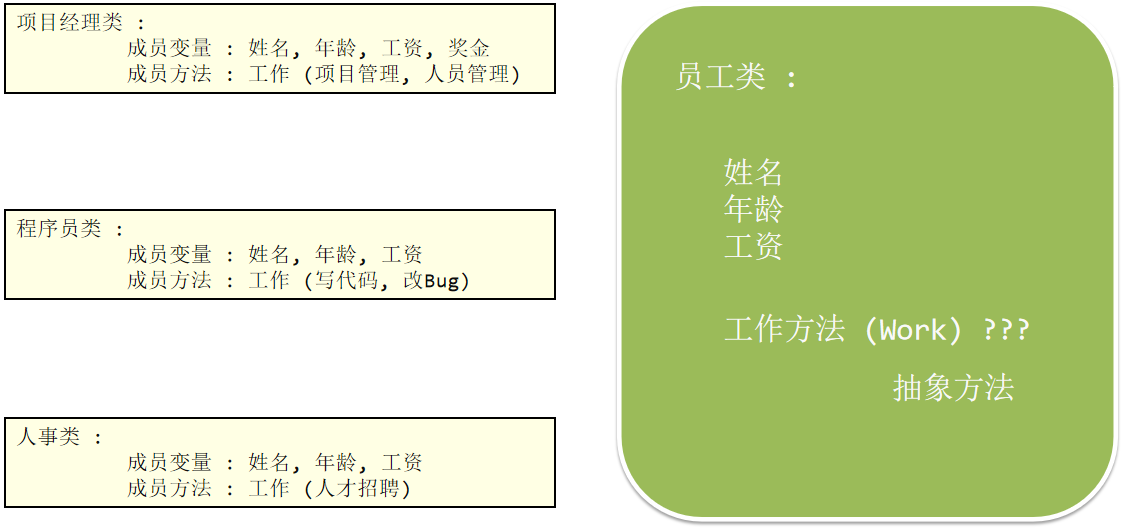 项目经理类 :
成员变量 : 姓名, 年龄, 工资, 奖金
成员方法 : 工作 (项目管理, 人员管理)
程序员类 :
成员变量 : 姓名, 年龄, 工资
成员方法 : 工作 (写代码, 改Bug)
人事类 :
成员变量 : 姓名, 年龄, 工资
成员方法 : 工作 (人才招聘)
员工类 :
姓名
年龄
工资
工作方法 (Work) ???
抽象方法